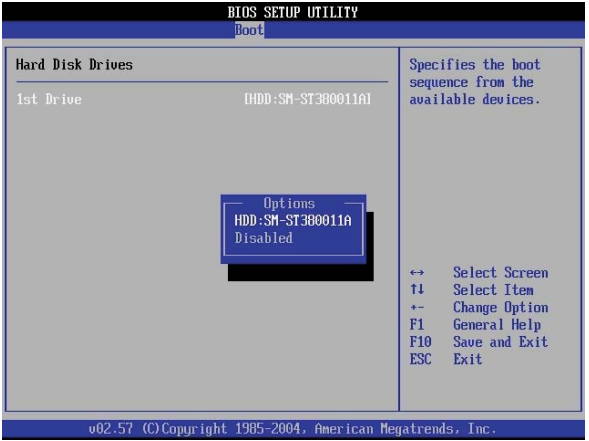 BIOS SETUP UTILITY
Boot
Hard Disk Drives
1st Drive [HDD:SM-ST380011A]
Options
HDD:SM-ST380011A
Disabled
Specifies the boot
sequence from the
available devices.
↔ Select Screen
↑↓ Select Item
+- Change Option
F1 General Help
F10 Save and Exit
ESC Exit
v02.57 (C)Copyright 1985-2004, American Megatrends, Inc.